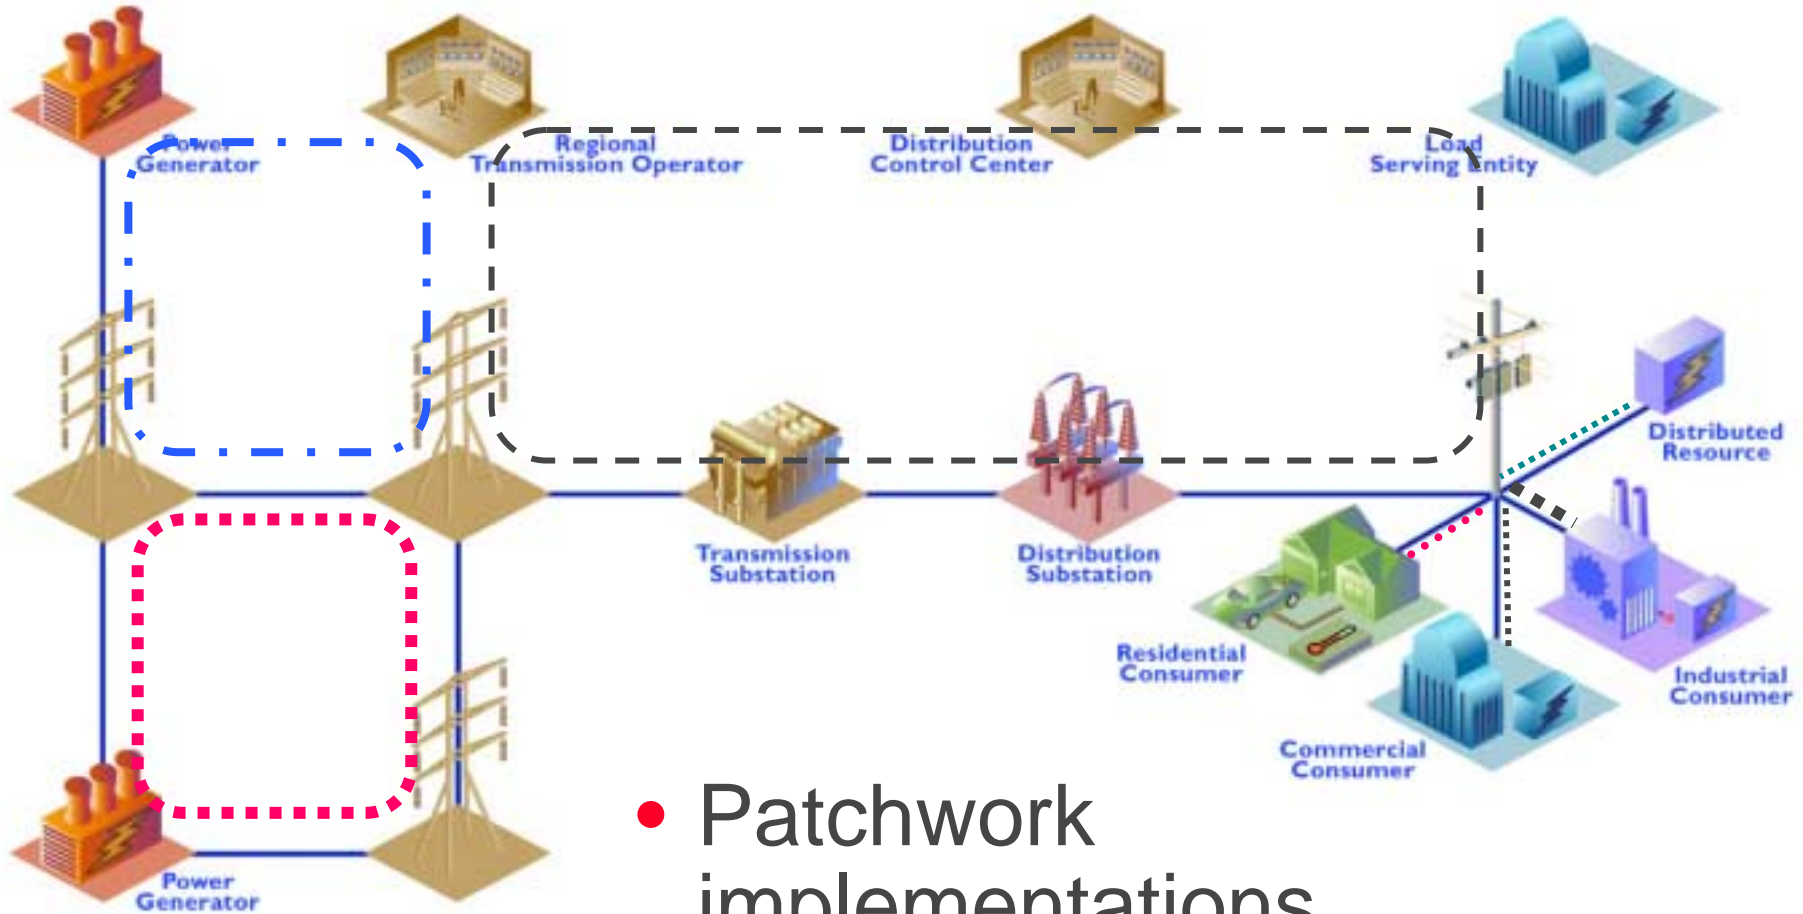 Power
Generator
Regional
Transmission Operator
Distribution
Control Center
Load
Serving Entity
Distributed
Resource
Transmission
Substation
Distribution
Substation
Residential
Consumer
Industrial
Consumer
Commercial
Consumer
• Patchwork
implementations
Power
Generator